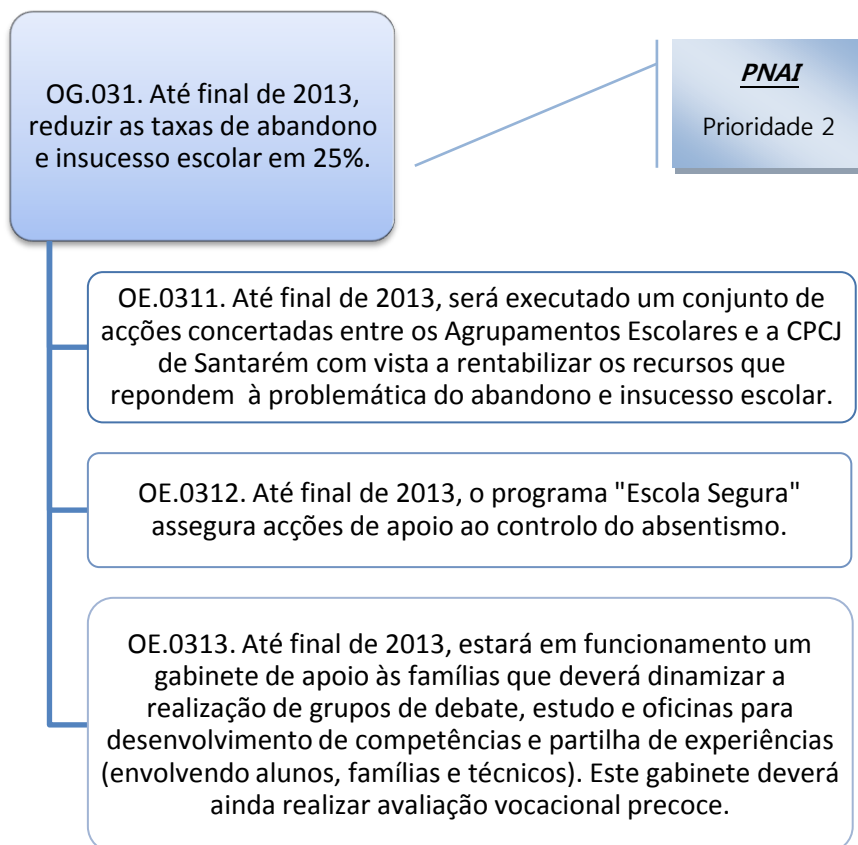 OG.031. Até final de 2013,
reduzir as taxas de abandono
e insucesso escolar em 25%.
PNAI
Prioridade 2
OE.0311. Até final de 2013, será executado um conjunto de
acções concertadas entre os Agrupamentos Escolares e a CPCJ
de Santarém com vista a rentabilizar os recursos que
repondem à problemática do abandono e insucesso escolar.
OE.0312. Até final de 2013, o programa "Escola Segura"
assegura acções de apoio ao controlo do absentismo.
OE.0313. Até final de 2013, estará em funcionamento um
gabinete de apoio às famílias que deverá dinamizar a
realização de grupos de debate, estudo e oficinas para
desenvolvimento de competências e partilha de experiências
(envolvendo alunos, famílias e técnicos). Este gabinete deverá
ainda realizar avaliação vocacional precoce.